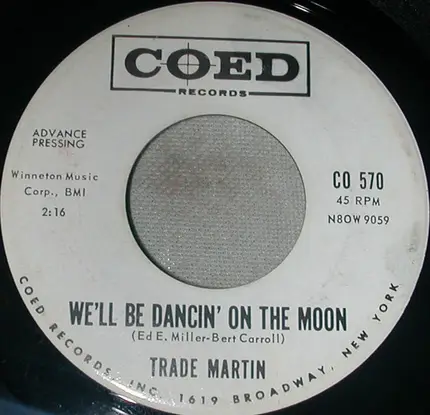 COED
RECORDS
ADVANCE
PRESSING
Winneton Music
Corp., BMI
2:16
CO 570
45 RPM
N8OW 9059
WE'LL BE DANCIN' ON THE MOON
(Ed E. Miller-Bert Carroll)
TRADE MARTIN
COED RECORDS, INC. 1619 BROADWAY, NEW YORK